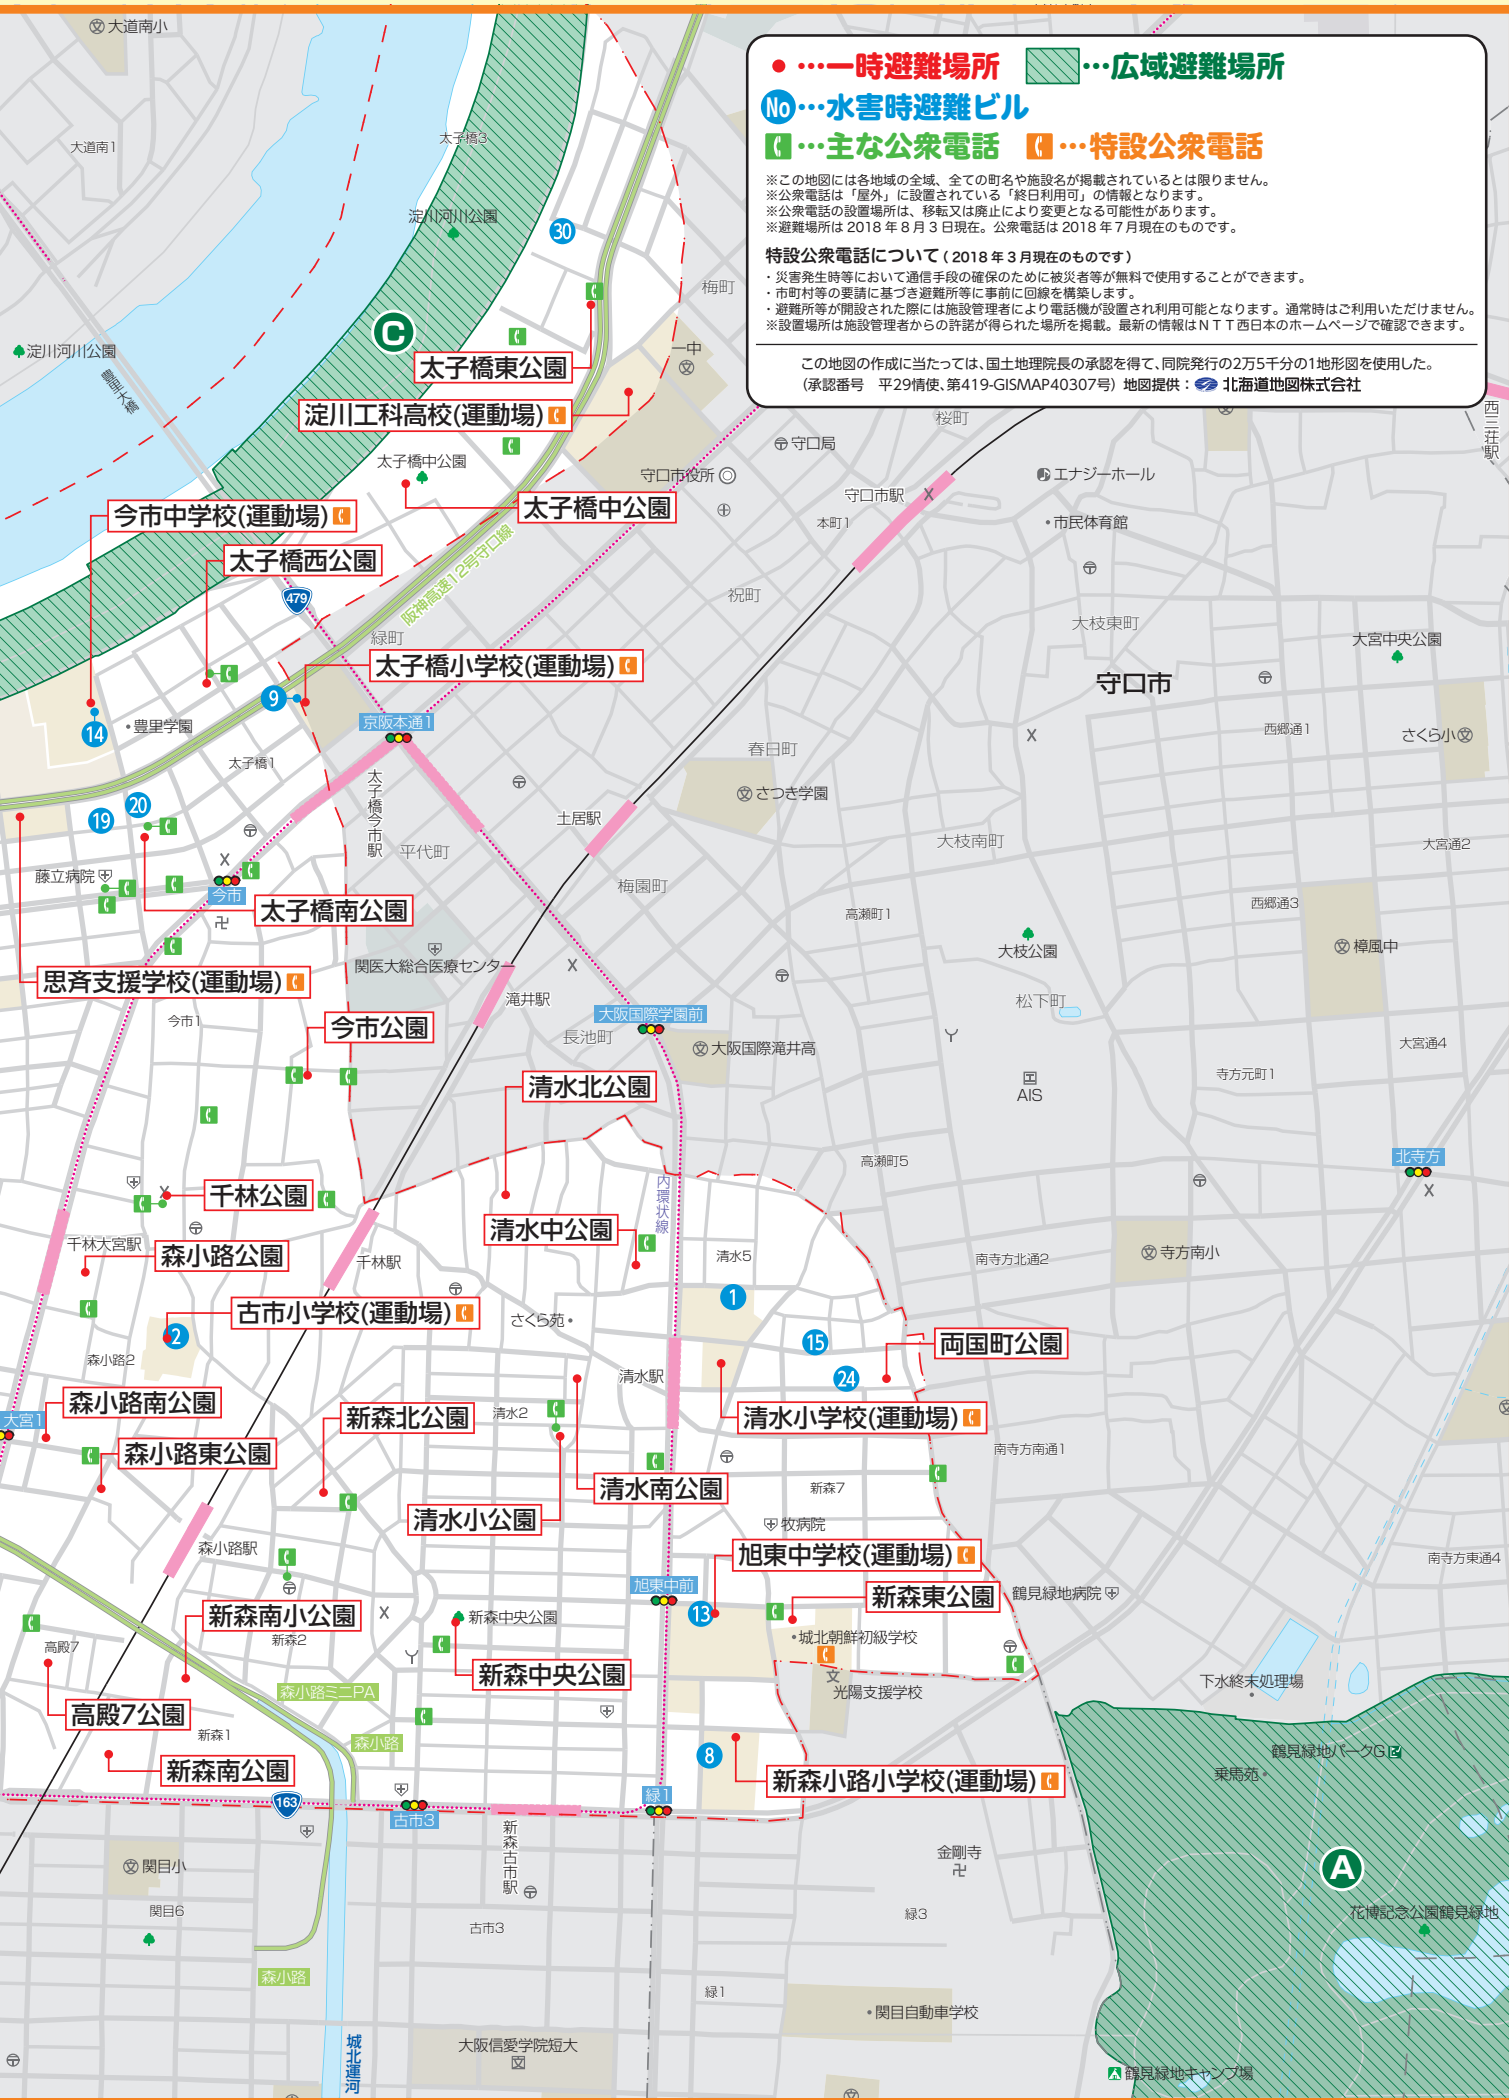 大道南小
●…一時避難場所 …広域避難場所
No…水害時避難ビル
…主な公衆電話 …特設公衆電話
※この地図には各地域の全域、全ての町名や施設名が掲載されているとは限りません。
※公衆電話は「屋外」に設置されている「終日利用可」の情報となります。
※公衆電話の設置場所は、移転又は廃止により変更となる可能性があります。
※避難場所は2018年8月3日現在。公衆電話は2018年7月現在のものです。
特設公衆電話について(2018年3月現在のものです)
・災害発生時等において通信手段の確保のために被災者等が無料で使用することができます。
・市町村等の要請に基づき避難所等に事前に回線を構築します。
・避難所等が開設された際には施設管理者により電話機が設置され利用可能となります。通常時はご利用いただけません。
※設置場所は施設管理者からの許諾が得られた場所を掲載。最新の情報はNTT西日本のホームページで確認できます。
この地図の作成に当たっては、国土地理院長の承認を得て、同院発行の2万5千分の1地形図を使用した。
(承認番号 平29情使、第419-GISMAP40307号) 地図提供:北海道地図株式会社
大道南1
太子橋3
淀川河川公園
30
梅町
C
淀川河川公園
豊里大橋
一中
太子橋東公園
淀川工科高校(運動場)
桜町
西三荘駅
守口局
太子橋中公園
守口市役所
エナジーホール
守口市駅
太子橋中公園
今市中学校(運動場)
本町1
市民体育館
太子橋西公園
阪神高速12号守口線
479
祝町
緑町
大枝東町
大宮中央公園
太子橋小学校(運動場)
守口市
9
14
豊里学園
京阪本通1
西郷通1
さくら小
春日町
太子橋1
太子橋今市駅
さつき学園
19
20
土居駅
大枝南町
大宮通2
平代町
藤立病院
今市
梅園町
西郷通3
太子橋南公園
高瀬町1
大枝公園
樟風中
関医大総合医療センター
思斉支援学校(運動場)
滝井駅
松下町
今市1
今市公園
大阪国際学園前
長池町
大阪国際滝井高
大宮通4
寺方元町1
清水北公園
AIS
高瀬町5
北寺方
千林公園
内環状線
清水中公園
千林大宮駅
森小路公園
千林駅
清水5
南寺方北通2
寺方南小
1
古市小学校(運動場)
さくら苑
2
15
両国町公園
森小路2
清水駅
24
森小路南公園
新森北公園
清水2
清水小学校(運動場)
大宮1
森小路東公園
南寺方南通1
清水南公園
新森7
清水小公園
牧病院
森小路駅
旭東中学校(運動場)
南寺方東通4
旭東中前
新森東公園
鶴見緑地病院
13
新森南小公園
新森中央公園
高殿7
新森2
城北朝鮮初級学校
新森中央公園
光陽支援学校
下水終末処理場
森小路ミニPA
高殿7公園
新森1
森小路
鶴見緑地パークG
8
新森南公園
乗馬苑
新森小路小学校(運動場)
163
緑1
古市3
新森古市駅
金剛寺
関目小
A
関目6
緑3
花博記念公園鶴見緑地
古市3
森小路
緑1
関目自動車学校
大阪信愛学院短大
城北運河
鶴見緑地キャンプ場